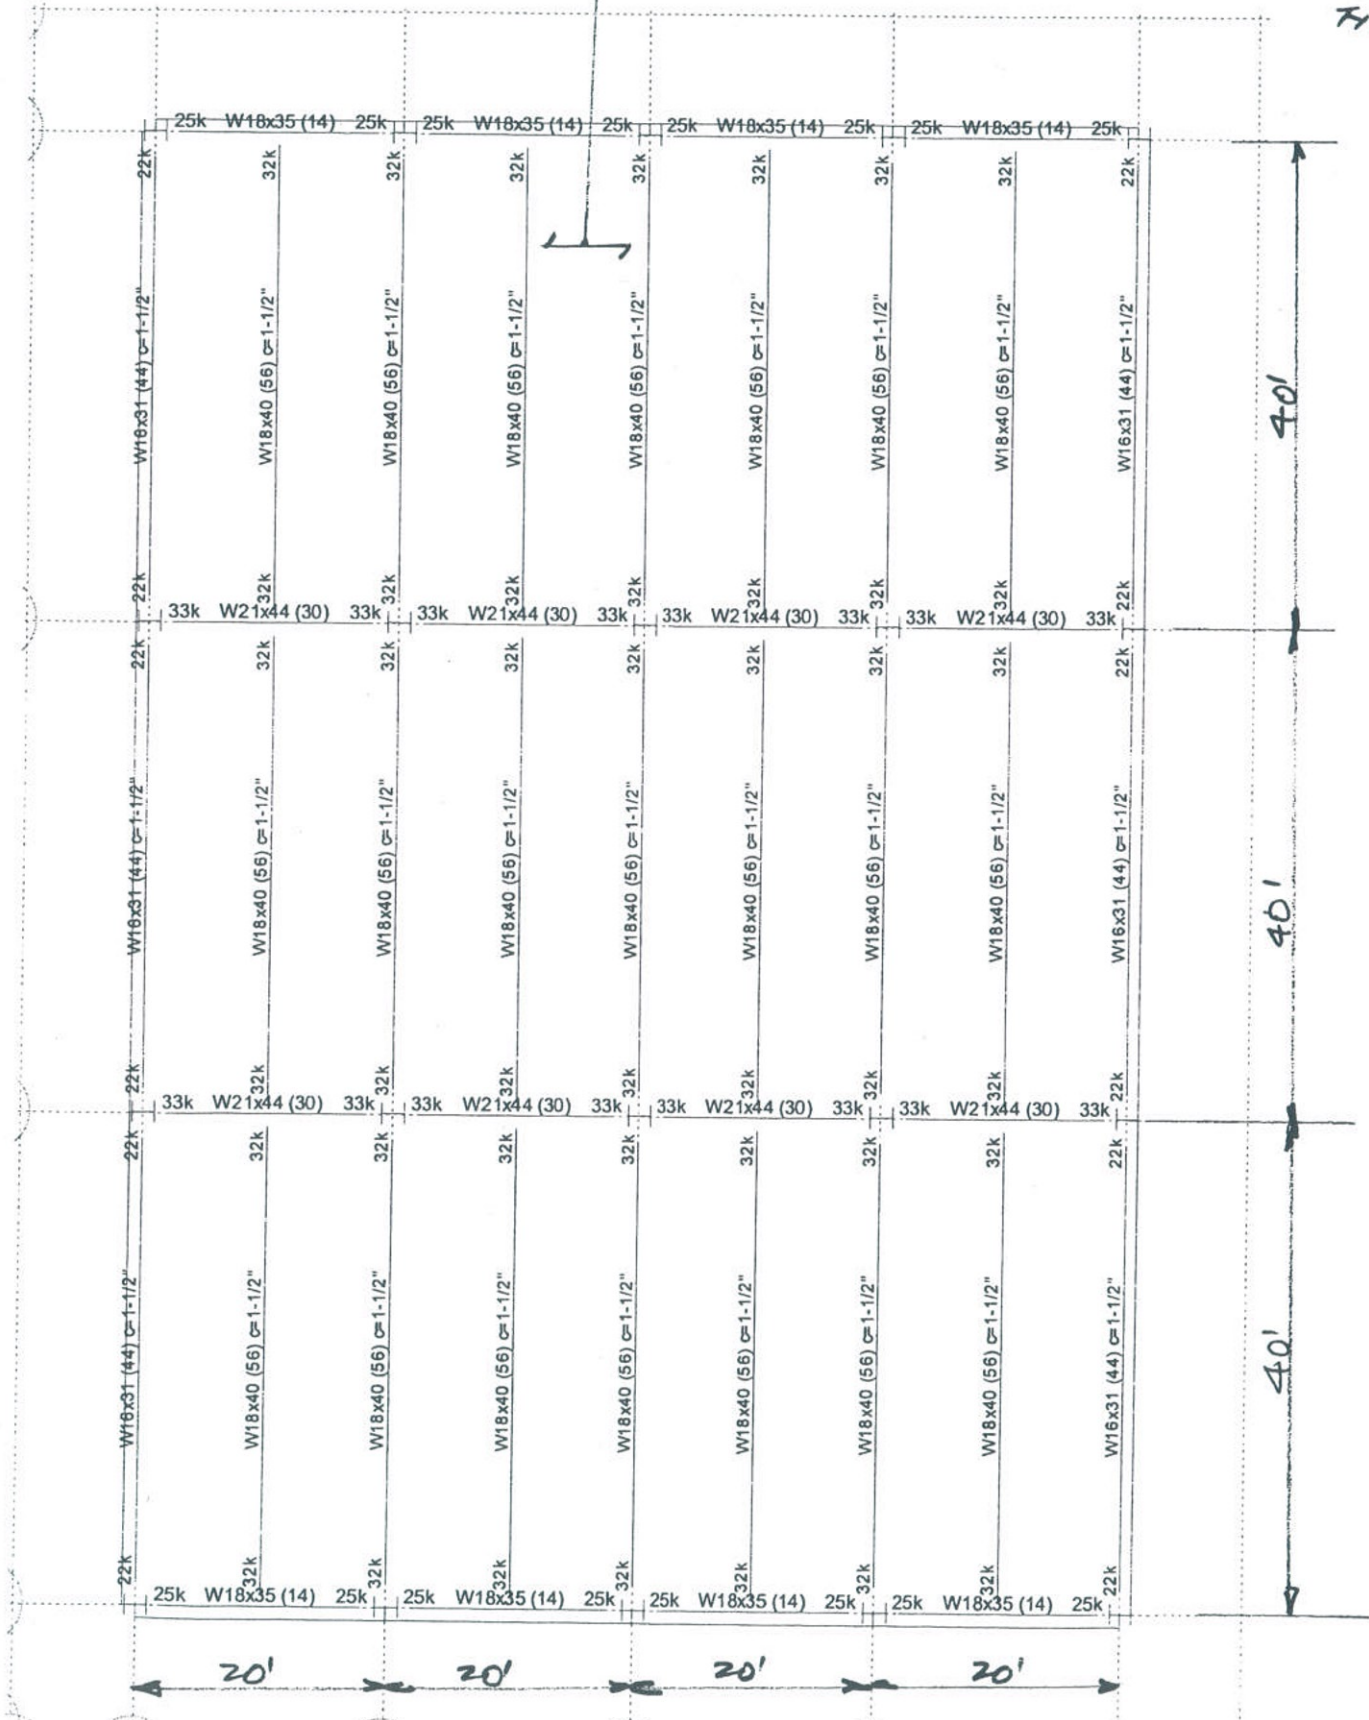 25k W18x35 (14) 25k 25k W18x35 (14) 25k 25k W18x35 (14) 25k 25k W18x35 (14) 25k
22k 32k 32k 32k 32k 32k 32k 32k 22k
W16x31 (44) c=1-1/2" W18x40 (56) c=1-1/2" W18x40 (56) c=1-1/2" W18x40 (56) c=1-1/2" W18x40 (56) c=1-1/2" W18x40 (56) c=1-1/2" W18x40 (56) c=1-1/2" W18x40 (56) c=1-1/2" W16x31 (44) c=1-1/2" 40'
22k 32k 32k 32k 32k 32k 32k 32k 22k
33k W21x44 (30) 33k 33k W21x44 (30) 33k 33k W21x44 (30) 33k 33k W21x44 (30) 33k
22k 32k 32k 32k 32k 32k 32k 32k 22k
W16x31 (44) c=1-1/2" W18x40 (56) c=1-1/2" W18x40 (56) c=1-1/2" W18x40 (56) c=1-1/2" W18x40 (56) c=1-1/2" W18x40 (56) c=1-1/2" W18x40 (56) c=1-1/2" W18x40 (56) c=1-1/2" W16x31 (44) c=1-1/2" 40'
22k 32k 32k 32k 32k 32k 32k 32k 22k
33k W21x44 (30) 33k 33k W21x44 (30) 33k 33k W21x44 (30) 33k 33k W21x44 (30) 33k
22k 32k 32k 32k 32k 32k 32k 32k 22k
W16x31 (44) c=1-1/2" W18x40 (56) c=1-1/2" W18x40 (56) c=1-1/2" W18x40 (56) c=1-1/2" W18x40 (56) c=1-1/2" W18x40 (56) c=1-1/2" W18x40 (56) c=1-1/2" W18x40 (56) c=1-1/2" W16x31 (44) c=1-1/2" 40'
22k 32k 32k 32k 32k 32k 32k 32k 22k
25k W18x35 (14) 25k 25k W18x35 (14) 25k 25k W18x35 (14) 25k 25k W18x35 (14) 25k
20' 20' 20' 20'